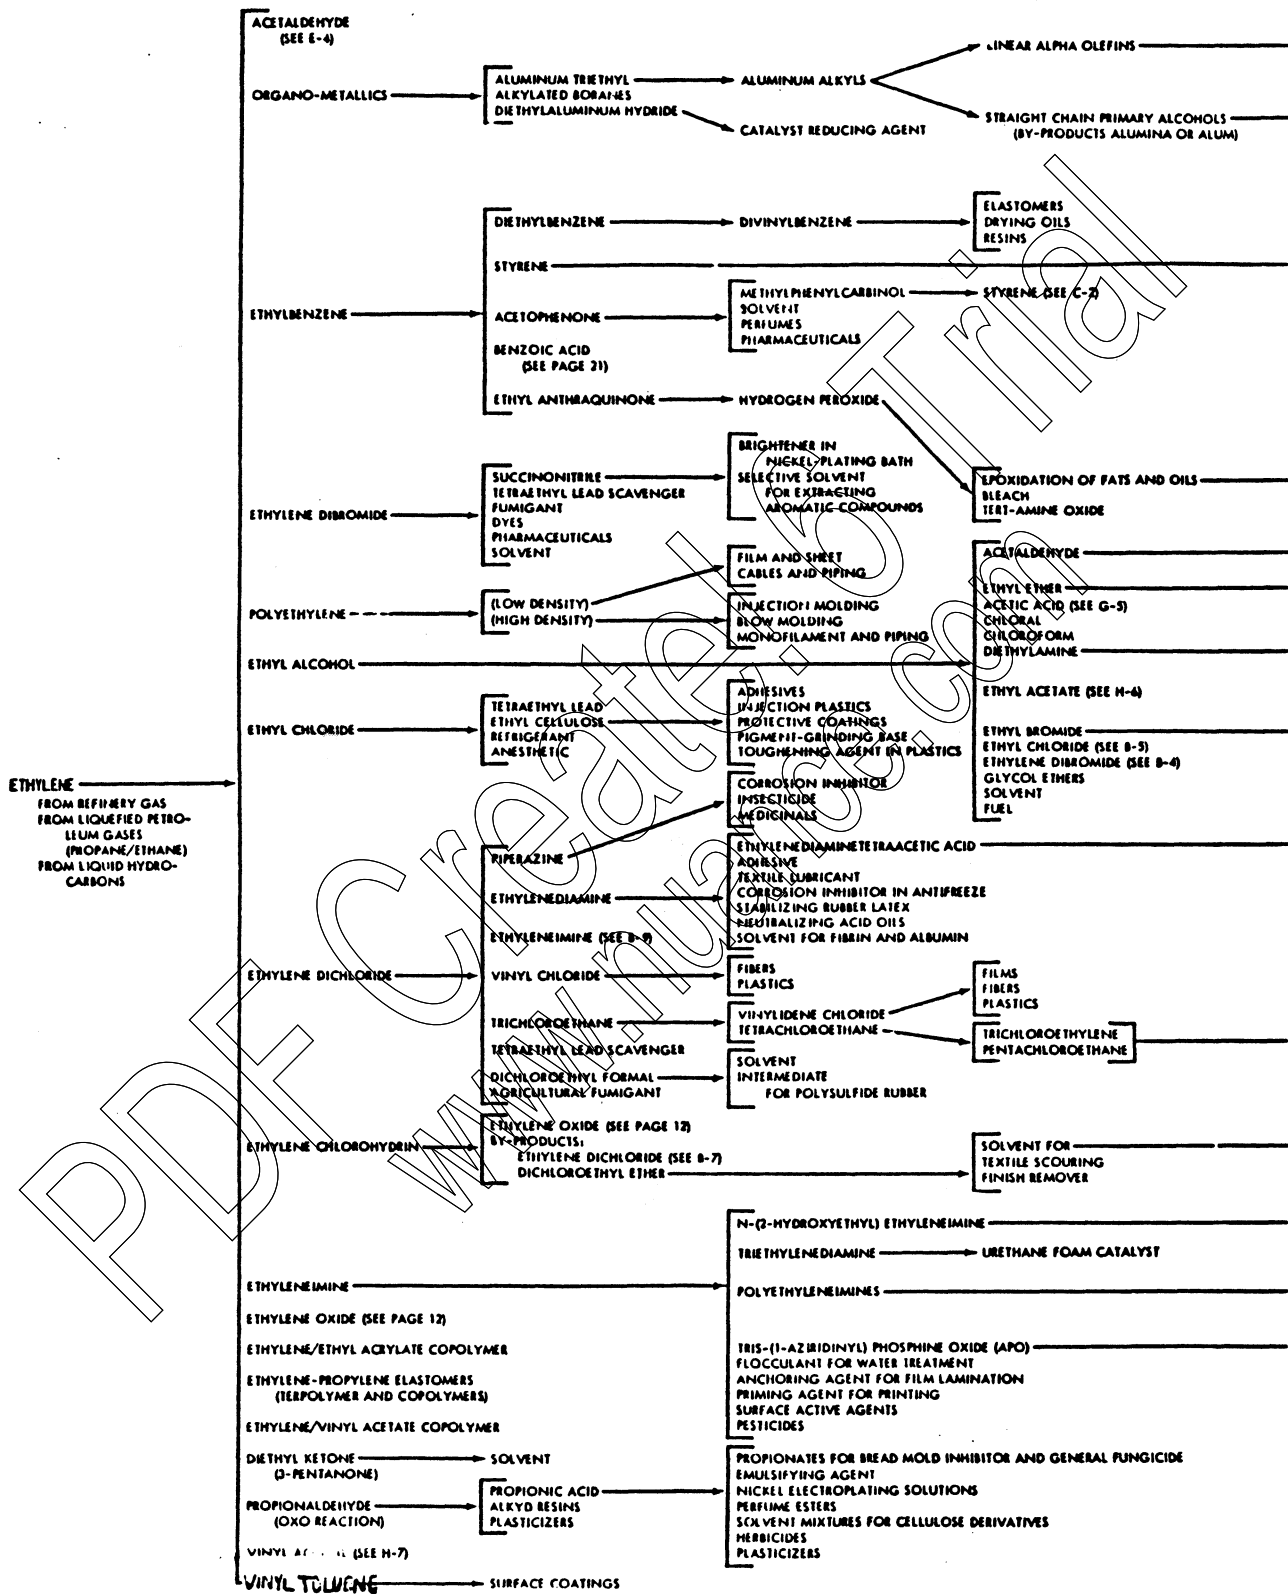 ACETALDEHYDE
(SEE E-4)
ORGANO-METALLICS
ALUMINUM TRIETHYL
ALKYLATED BORANES
DIETHYLALUMINUM HYDRIDE
ALUMINUM ALKYLS
CATALYST REDUCING AGENT
LINEAR ALPHA OLEFINS
STRAIGHT CHAIN PRIMARY ALCOHOLS
(BY-PRODUCTS ALUMINA OR ALUM)
ETHYLBENZENE
DIETHYLBENZENE
DIVINYLBENZENE
ELASTOMERS
DRYING OILS
RESINS
STYRENE
ACETOPHENONE
METHYLPHENYLCARBINOL
SOLVENT
PERFUMES
PHARMACEUTICALS
STYRENE (SEE C-2)
BENZOIC ACID
(SEE PAGE 21)
ETHYL ANTHRAQUINONE
HYDROGEN PEROXIDE
EPOXIDATION OF FATS AND OILS
BLEACH
TERT-AMINE OXIDE
ETHYLENE DIBROMIDE
SUCCINONITRILE
TETRAETHYL LEAD SCAVENGER
FUMIGANT
DYES
PHARMACEUTICALS
SOLVENT
BRIGHTENER IN
NICKEL-PLATING BATH
SELECTIVE SOLVENT
FOR EXTRACTING
AROMATIC COMPOUNDS
POLYETHYLENE
(LOW DENSITY)
(HIGH DENSITY)
FILM AND SHEET
CABLES AND PIPING
INJECTION MOLDING
BLOW MOLDING
MONOFILAMENT AND PIPING
ETHYL ALCOHOL
ACETALDEHYDE
ETHYL ETHER
ACETIC ACID (SEE G-5)
CHLORAL
CHLOROFORM
DIETHYLAMINE
ETHYL ACETATE (SEE H-6)
ETHYL BROMIDE
ETHYL CHLORIDE (SEE B-5)
ETHYLENE DIBROMIDE (SEE B-4)
GLYCOL ETHERS
SOLVENT
FUEL
ETHYL CHLORIDE
TETRAETHYL LEAD
ETHYL CELLULOSE
REFRIGERANT
ANESTHETIC
ADHESIVES
INJECTION PLASTICS
PROTECTIVE COATINGS
PIGMENT-GRINDING BASE
TOUGHENING AGENT IN PLASTICS
ETHYLENE
FROM REFINERY GAS
FROM LIQUEFIED PETRO-
LEUM GASES
(PROPANE/ETHANE)
FROM LIQUID HYDRO-
CARBONS
ETHYLENE DICHLORIDE
PIPERAZINE
CORROSION INHIBITOR
INSECTICIDE
MEDICINALS
ETHYLENEDIAMINE
ETHYLENEDIAMINETETRAACETIC ACID
ADHESIVE
TEXTILE LUBRICANT
CORROSION INHIBITOR IN ANTIFREEZE
STABILIZING RUBBER LATEX
NEUTRALIZING ACID OILS
SOLVENT FOR FIBRIN AND ALBUMIN
ETHYLENEIMINE (SEE B-9)
VINYL CHLORIDE
FIBERS
PLASTICS
TRICHLOROETHANE
VINYLIDENE CHLORIDE
TETRACHLOROETHANE
FILMS
FIBERS
PLASTICS
TRICHLOROETHYLENE
PENTACHLOROETHANE
TETRAETHYL LEAD SCAVENGER
DICHLOROETHYL FORMAL
AGRICULTURAL FUMIGANT
SOLVENT
INTERMEDIATE
FOR POLYSULFIDE RUBBER
ETHYLENE CHLOROHYDRIN
ETHYLENE OXIDE (SEE PAGE 12)
BY-PRODUCTS:
ETHYLENE DICHLORIDE (SEE B-7)
DICHLOROETHYL ETHER
SOLVENT FOR
TEXTILE SCOURING
FINISH REMOVER
ETHYLENEIMINE
N-(2-HYDROXYETHYL) ETHYLENEIMINE
TRIETHYLENEDIAMINE
URETHANE FOAM CATALYST
POLYETHYLENEIMINES
TRIS-(1-AZIRIDINYL) PHOSPHINE OXIDE (APO)
FLOCCULANT FOR WATER TREATMENT
ANCHORING AGENT FOR FILM LAMINATION
PRIMING AGENT FOR PRINTING
SURFACE ACTIVE AGENTS
PESTICIDES
ETHYLENE OXIDE (SEE PAGE 12)
ETHYLENE/ETHYL ACRYLATE COPOLYMER
ETHYLENE-PROPYLENE ELASTOMERS
(TERPOLYMER AND COPOLYMERS)
ETHYLENE/VINYL ACETATE COPOLYMER
DIETHYL KETONE
(3-PENTANONE)
SOLVENT
PROPIONALDEHYDE
(OXO REACTION)
PROPIONIC ACID
ALKYD RESINS
PLASTICIZERS
PROPIONATES FOR BREAD MOLD INHIBITOR AND GENERAL FUNGICIDE
EMULSIFYING AGENT
NICKEL ELECTROPLATING SOLUTIONS
PERFUME ESTERS
SOLVENT MIXTURES FOR CELLULOSE DERIVATIVES
HERBICIDES
PLASTICIZERS
VINYL (SEE H-7)
VINYL TOLUENE
SURFACE COATINGS
PDF Create! 6 Trial
www.nuance.com